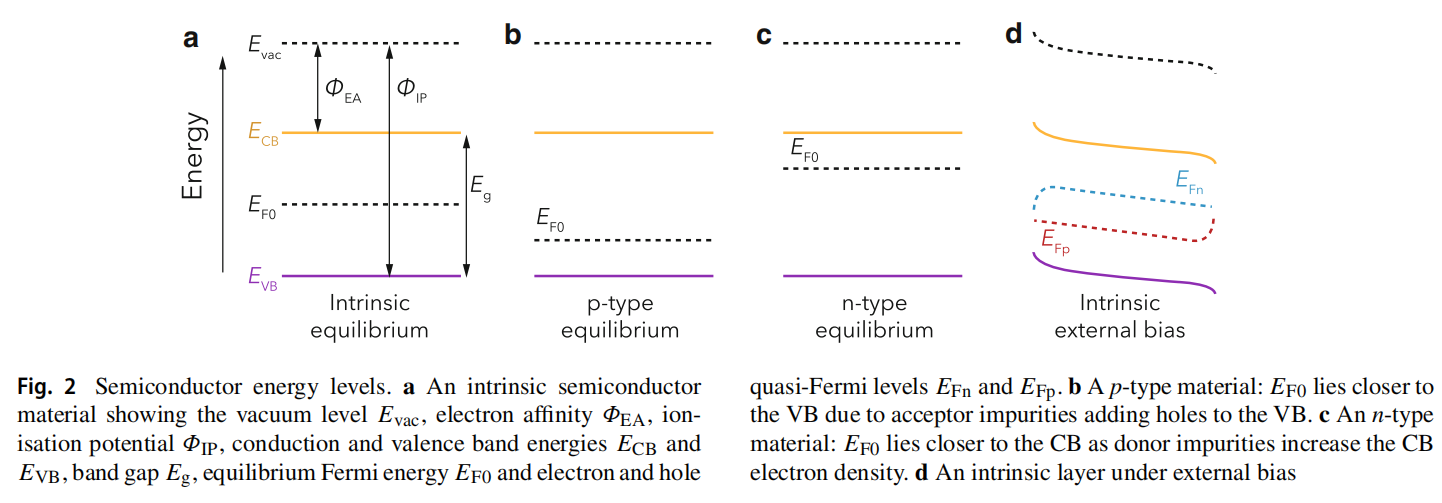 a
E_vac
Φ_EA
Φ_IP
E_CB
Energy
E_g
E_F0
E_VB
Intrinsic
equilibrium
b
E_F0
p-type
equilibrium
c
E_F0
n-type
equilibrium
d
E_Fn
E_Fp
Intrinsic
external bias
Fig. 2 Semiconductor energy levels. a An intrinsic semiconductor
material showing the vacuum level E_vac, electron affinity Φ_EA, ion-
isation potential Φ_IP, conduction and valence band energies E_CB and
E_VB, band gap E_g, equilibrium Fermi energy E_F0 and electron and hole
quasi-Fermi levels E_Fn and E_Fp. b A p-type material: E_F0 lies closer to
the VB due to acceptor impurities adding holes to the VB. c An n-type
material: E_F0 lies closer to the CB as donor impurities increase the CB
electron density. d An intrinsic layer under external bias